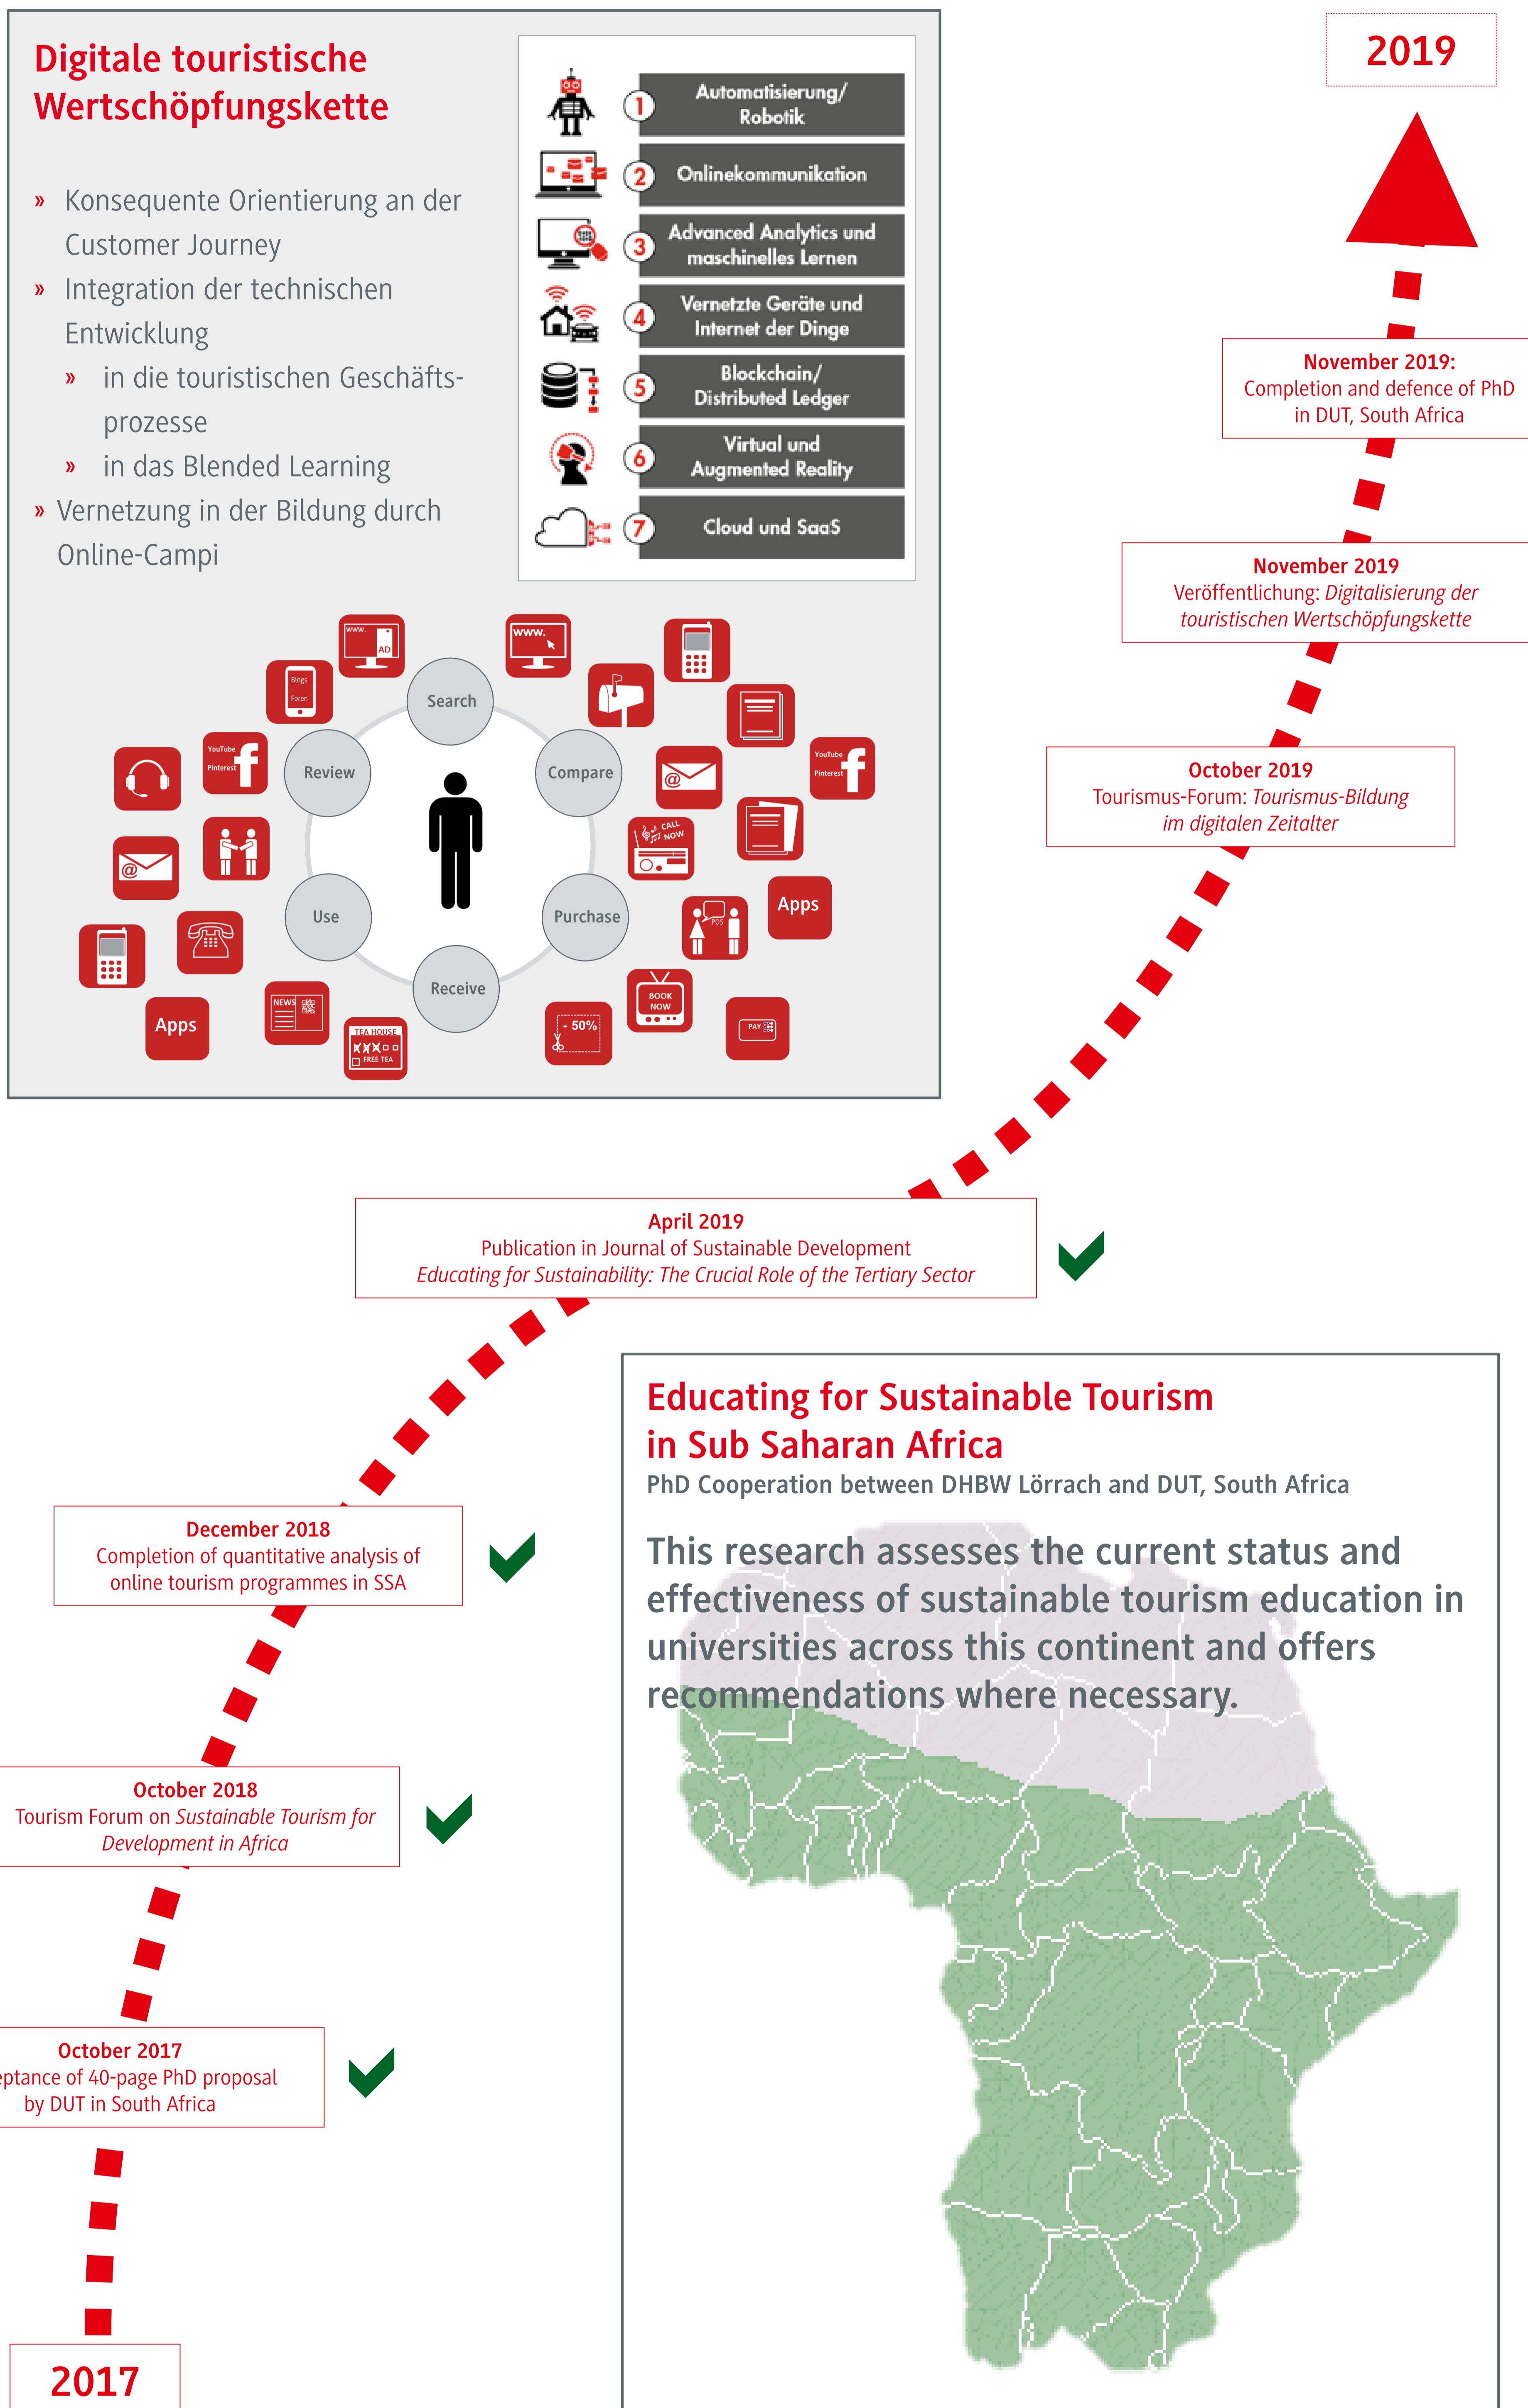 Digitale touristische
Wertschöpfungskette
» Konsequente Orientierung an der
Customer Journey
» Integration der technischen
Entwicklung
» in die touristischen Geschäfts-
prozesse
» in das Blended Learning
» Vernetzung in der Bildung durch
Online-Campi
1 Automatisierung/
Robotik
2 Onlinekommunikation
3 Advanced Analytics und
maschinelles Lernen
4 Vernetzte Geräte und
Internet der Dinge
5 Blockchain/
Distributed Ledger
6 Virtual und
Augmented Reality
7 Cloud und SaaS
www.
AD
www.
Blogs
Foren
Search
YouTube
Pinterest
f
Review
Compare
@
YouTube
Pinterest
f
CALL
NOW
@
Use
Purchase
POS
Apps
Receive
Apps
NEWS
TEA HOUSE
FREE TEA
- 50%
BOOK
NOW
PAY
2019
November 2019:
Completion and defence of PhD
in DUT, South Africa
November 2019
Veröffentlichung: Digitalisierung der
touristischen Wertschöpfungskette
October 2019
Tourismus-Forum: Tourismus-Bildung
im digitalen Zeitalter
April 2019
Publication in Journal of Sustainable Development
Educating for Sustainability: The Crucial Role of the Tertiary Sector
December 2018
Completion of quantitative analysis of
online tourism programmes in SSA
October 2018
Tourism Forum on Sustainable Tourism for
Development in Africa
October 2017
eptance of 40-page PhD proposal
by DUT in South Africa
2017
Educating for Sustainable Tourism
in Sub Saharan Africa
PhD Cooperation between DHBW Lörrach and DUT, South Africa
This research assesses the current status and
effectiveness of sustainable tourism education in
universities across this continent and offers
recommendations where necessary.